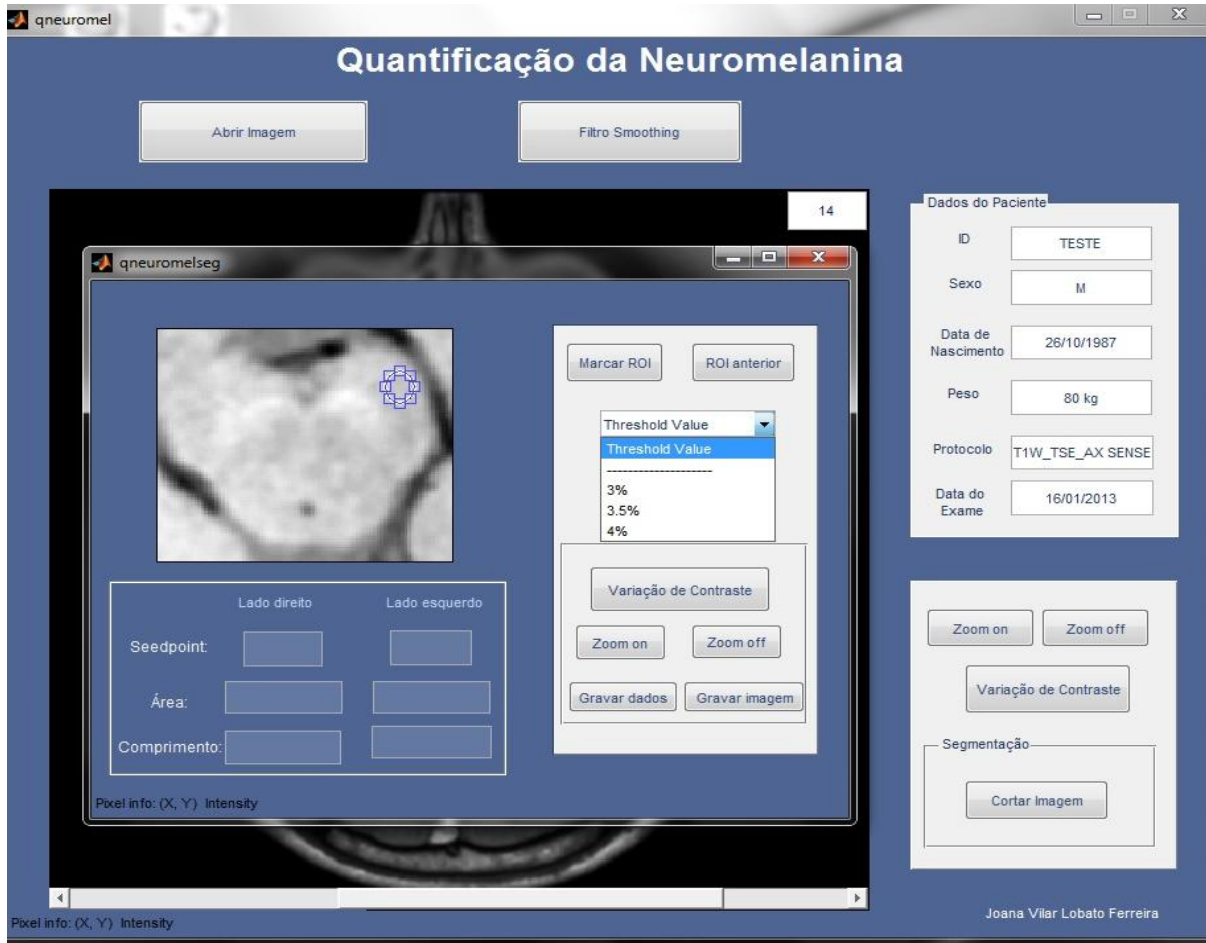 qneuromel
Quantificação da Neuromelanina
Abrir Imagem
Filtro Smoothing
14
qneuromelseg
Marcar ROI
ROI anterior
Threshold Value
Threshold Value
--------------------
3%
3.5%
4%
Variação de Contraste
Zoom on
Zoom off
Gravar dados
Gravar imagem
Lado direito
Lado esquerdo
Seedpoint:
Área:
Comprimento:
Pixel info: (X, Y) Intensity
Dados do Paciente
ID
TESTE
Sexo
M
Data de
Nascimento
26/10/1987
Peso
80 kg
Protocolo
T1W_TSE_AX SENSE
Data do
Exame
16/01/2013
Zoom on
Zoom off
Variação de Contraste
Segmentação
Cortar Imagem
Pixel info: (X, Y) Intensity
Joana Vilar Lobato Ferreira